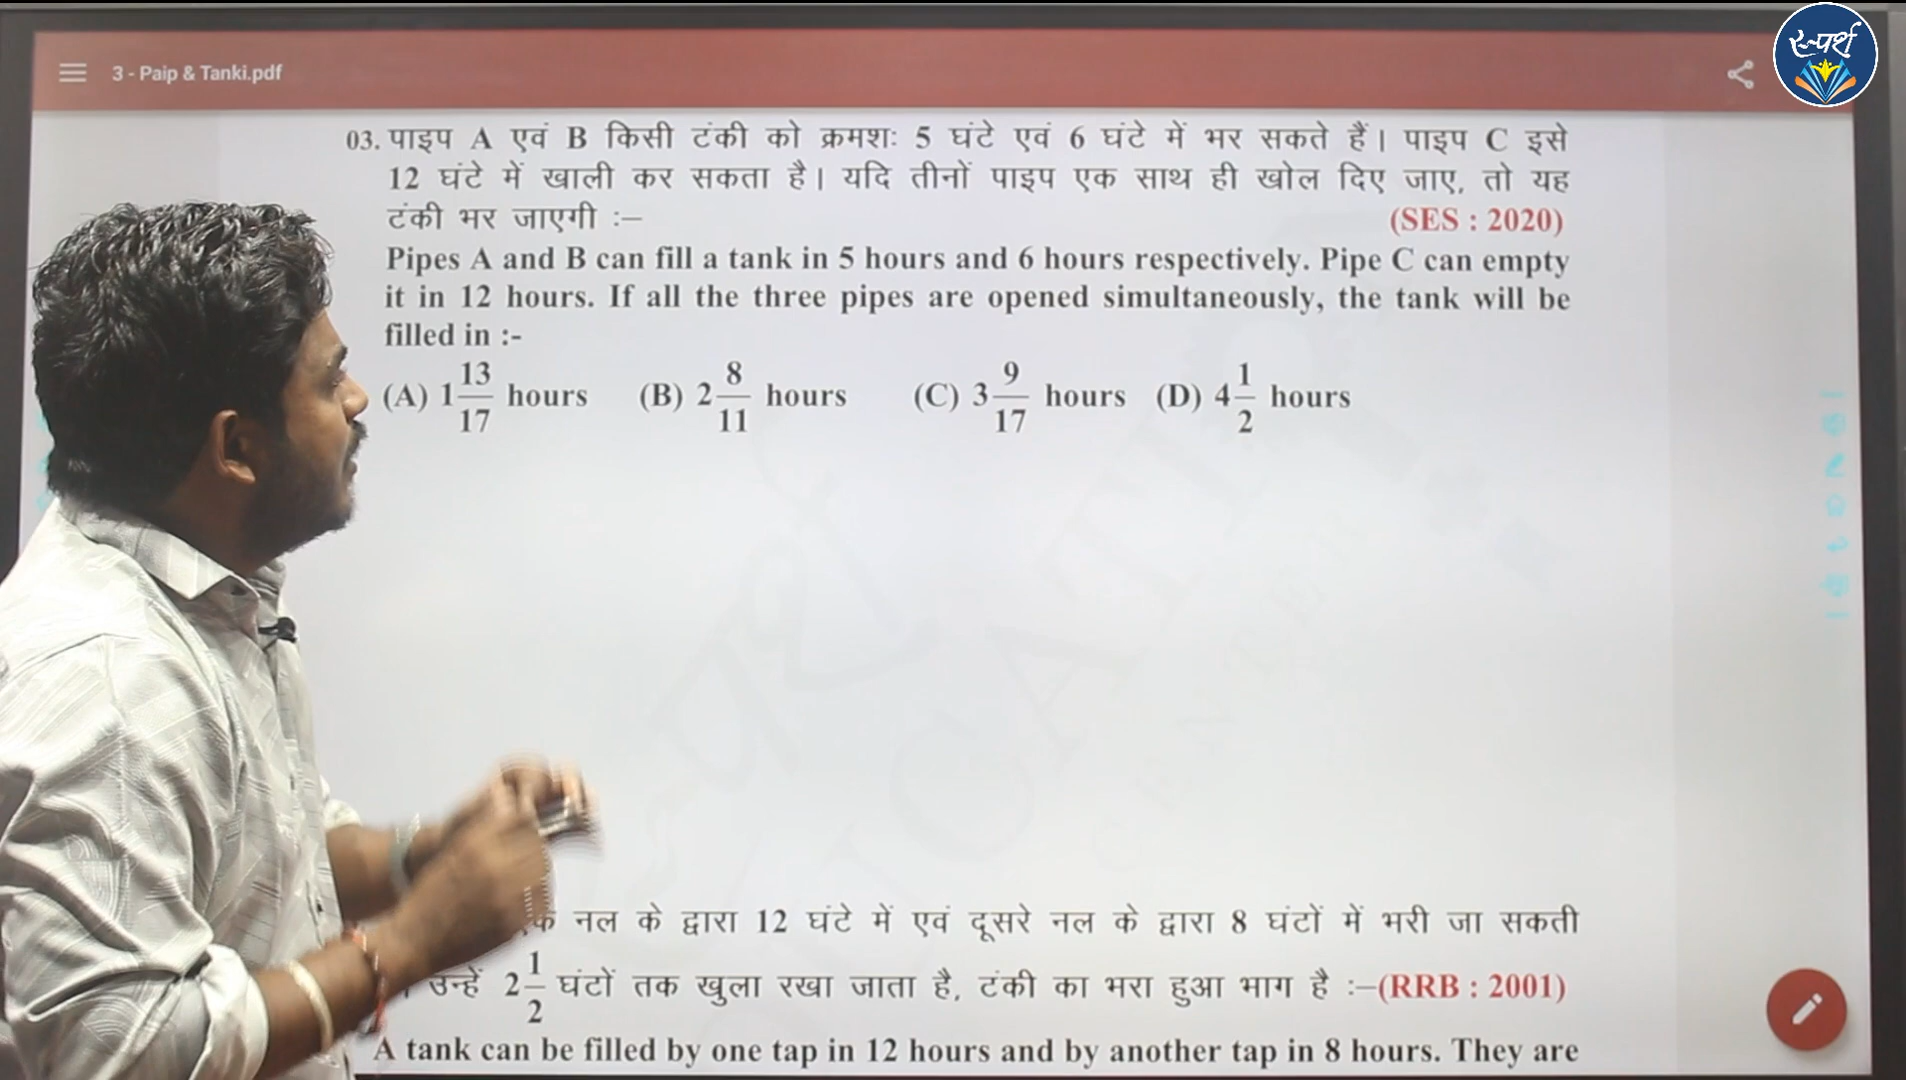 स्पर्श
3 - Paip & Tanki.pdf
03. पाइप A एवं B किसी टंकी को क्रमशः 5 घंटे एवं 6 घंटे में भर सकते हैं। पाइप C इसे
12 घंटे में खाली कर सकता है। यदि तीनों पाइप एक साथ ही खोल दिए जाए, तो यह
टंकी भर जाएगी :– (SES : 2020)
Pipes A and B can fill a tank in 5 hours and 6 hours respectively. Pipe C can empty
it in 12 hours. If all the three pipes are opened simultaneously, the tank will be
filled in :-
(A) 1 13/17 hours (B) 2 8/11 hours (C) 3 9/17 hours (D) 4 1/2 hours
नल के द्वारा 12 घंटे में एवं दूसरे नल के द्वारा 8 घंटों में भरी जा सकती
उन्हें 2 1/2 घंटों तक खुला रखा जाता है, टंकी का भरा हुआ भाग है :–(RRB : 2001)
A tank can be filled by one tap in 12 hours and by another tap in 8 hours. They are